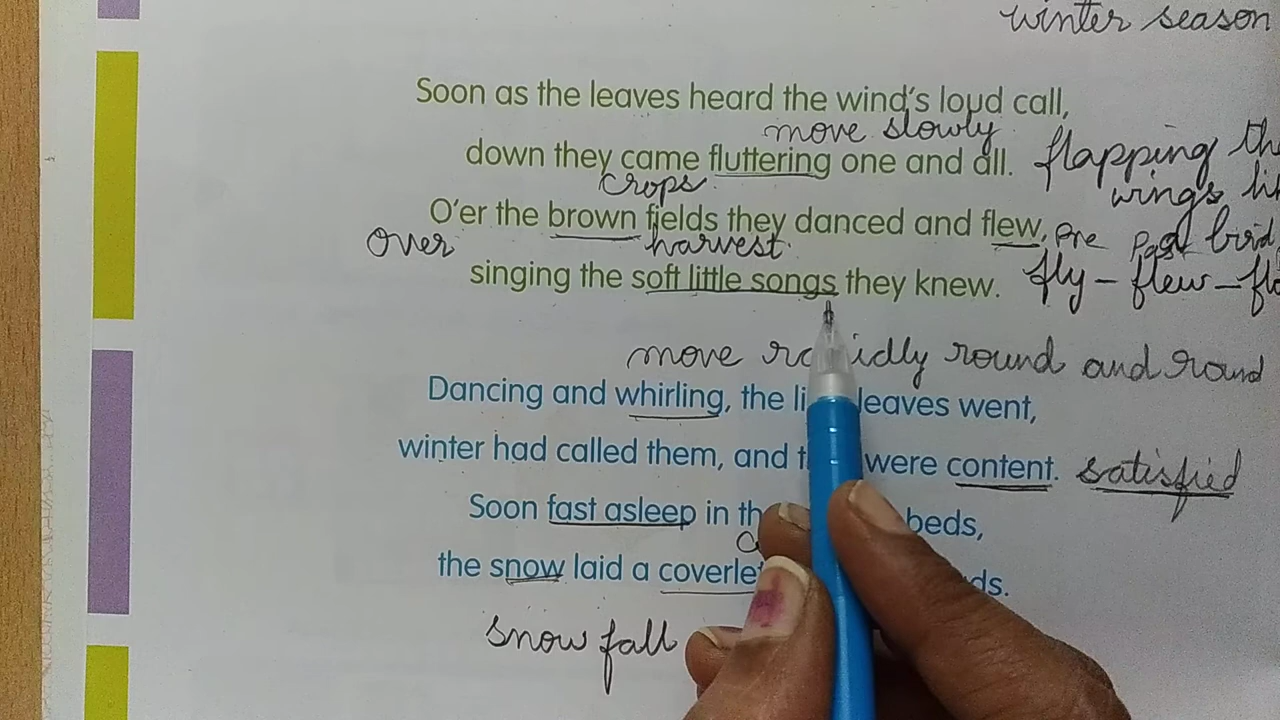 winter season
Soon as the leaves heard the wind's loud call,
move slowly
down they came fluttering one and all. flapping
crops wings
O'er the brown fields they danced and flew,
over harvest bird
singing the soft little songs they knew. fly – flew –
move round and round
Dancing and whirling, the leaves went,
winter had called them, and were content. satisfied
Soon fast asleep in beds,
the snow laid a
snow fall